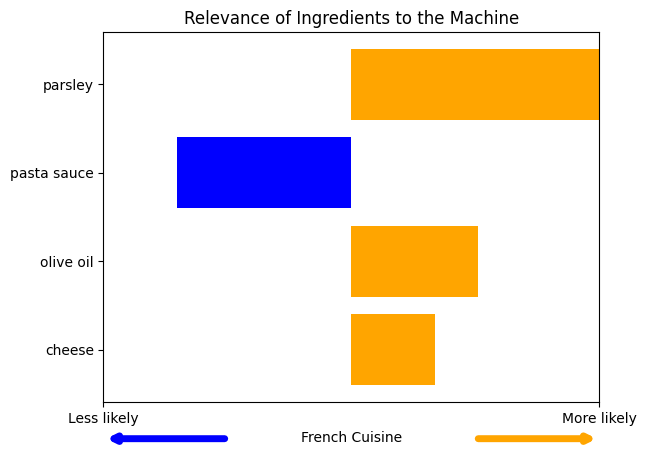 Relevance of Ingredients to the Machine
parsley
pasta sauce
olive oil
cheese
Less likely
More likely
French Cuisine